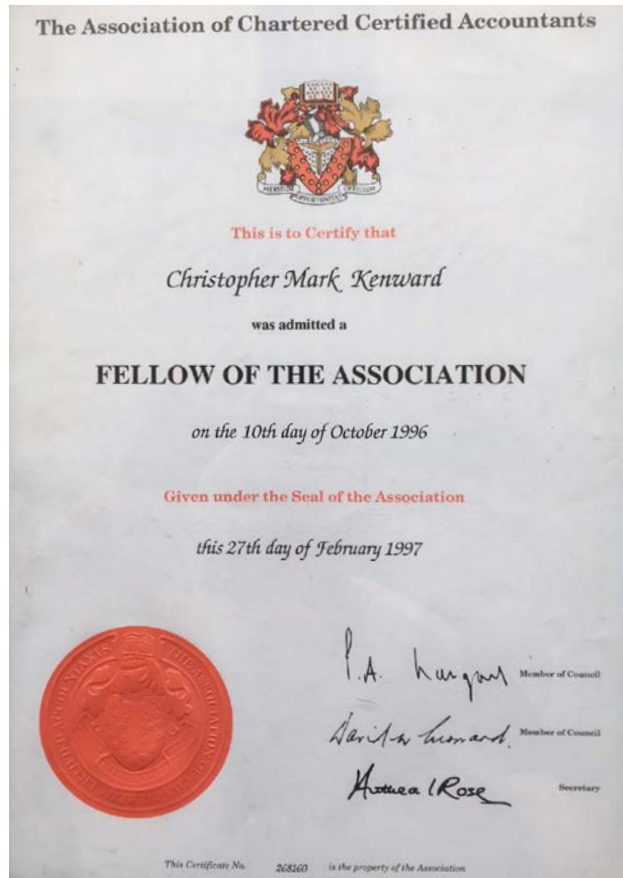 The Association of Chartered Certified Accountants
This is to Certify that
Christopher Mark Kenward
was admitted a
FELLOW OF THE ASSOCIATION
on the 10th day of October 1996
Given under the Seal of the Association
this 27th day of February 1997
P.A.
Member of Council
Member of Council
Anthea L Rose
Secretary
This Certificate No. 268160 is the property of the Association